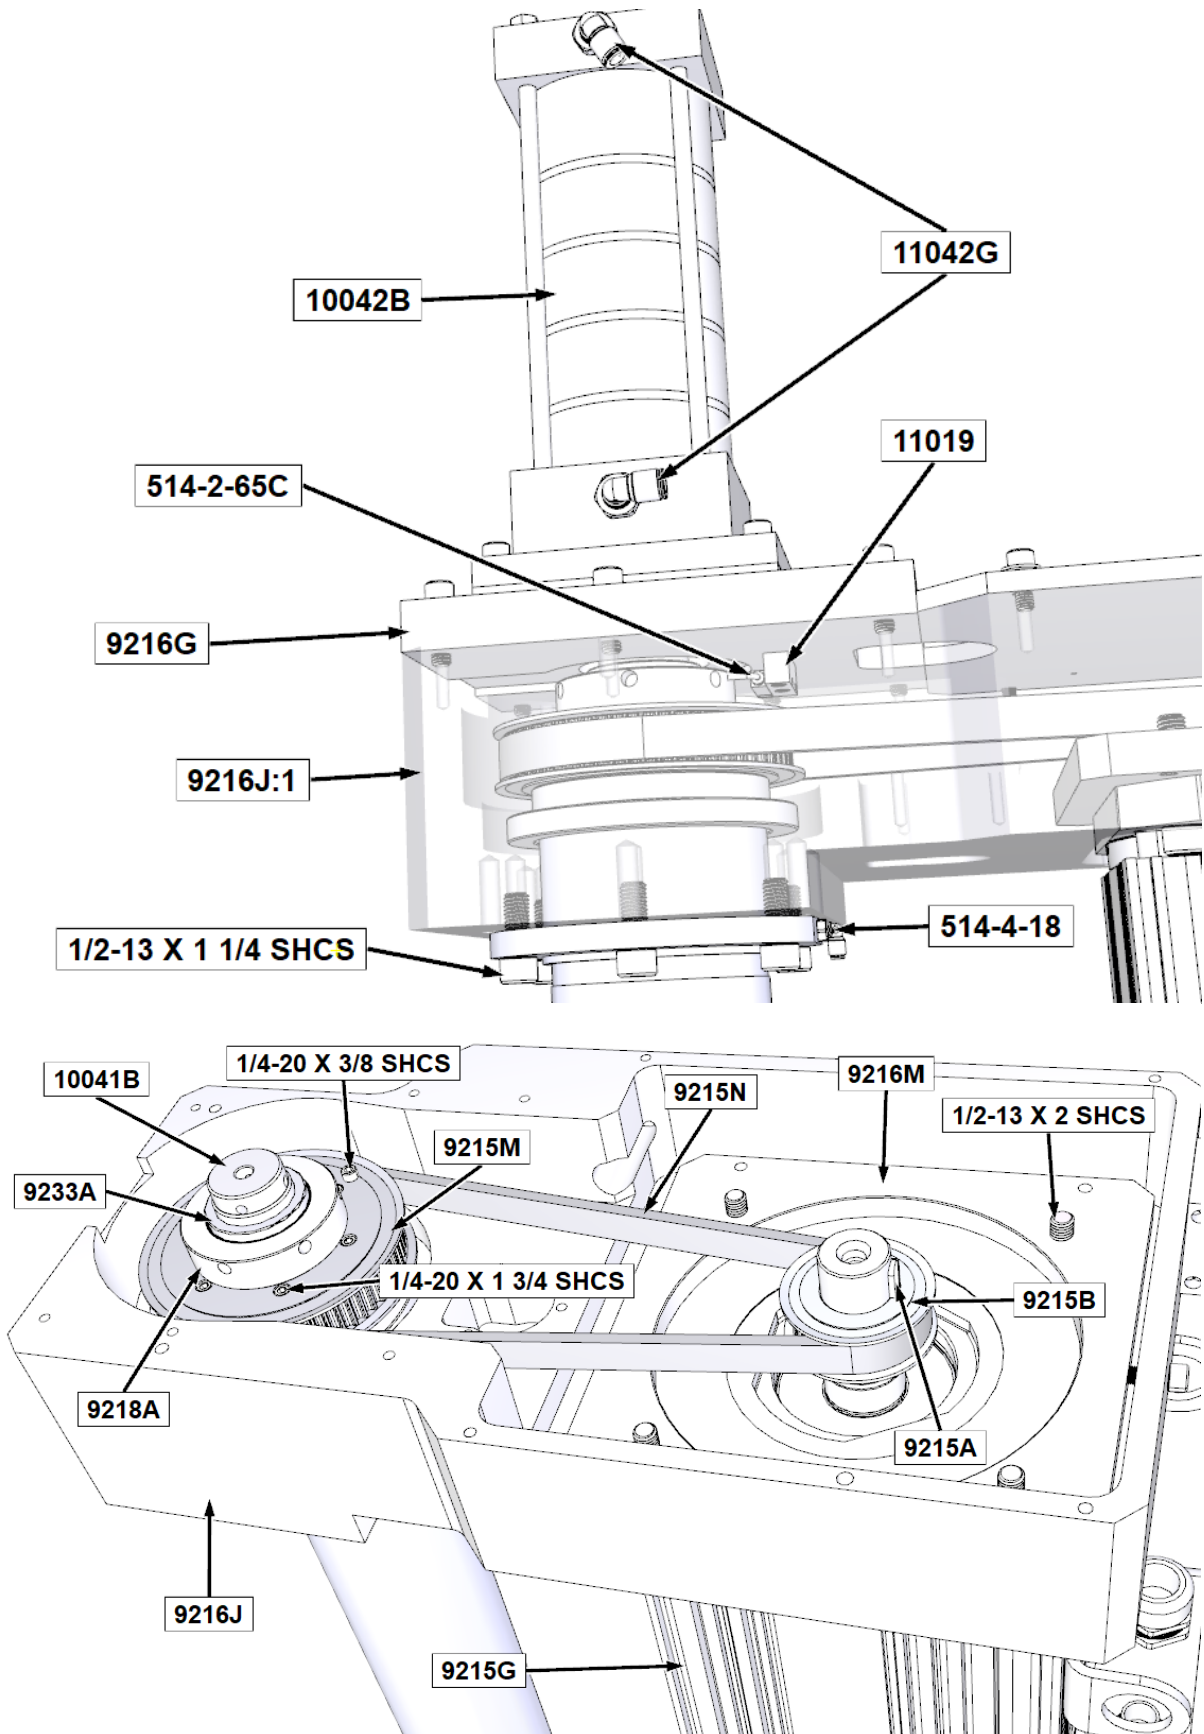 11042G
10042B
11019
514-2-65C
9216G
9216J:1
514-4-18
1/2-13 X 1 1/4 SHCS
1/4-20 X 3/8 SHCS
10041B
9216M
9215N
1/2-13 X 2 SHCS
9215M
9233A
1/4-20 X 1 3/4 SHCS
9215B
9218A
9215A
9216J
9215G